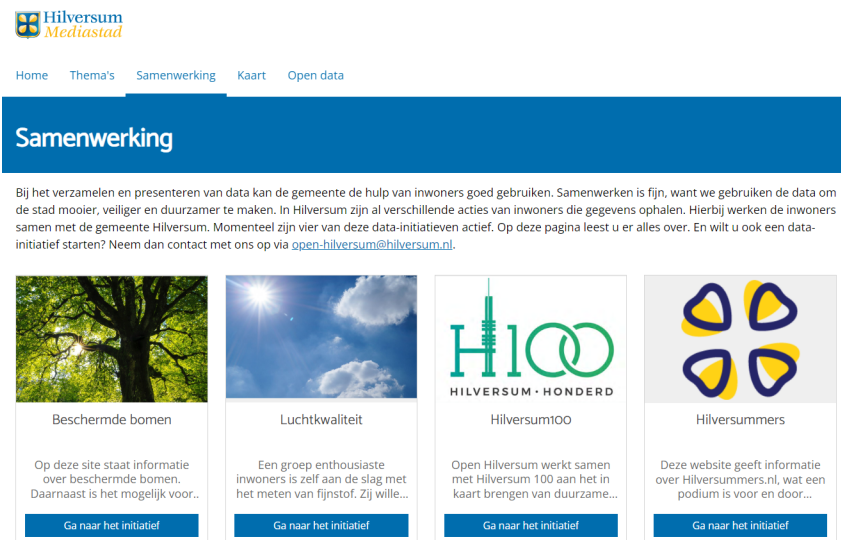 Hilversum
Mediastad
Home Thema's Samenwerking Kaart Open data
Samenwerking
Bij het verzamelen en presenteren van data kan de gemeente de hulp van inwoners goed gebruiken. Samenwerken is fijn, want we gebruiken de data om
de stad mooier, veiliger en duurzamer te maken. In Hilversum zijn al verschillende acties van inwoners die gegevens ophalen. Hierbij werken de inwoners
samen met de gemeente Hilversum. Momenteel zijn vier van deze data-initiatieven actief. Op deze pagina leest u er alles over. En wilt u ook een data-
initiatief starten? Neem dan contact met ons op via open-hilversum@hilversum.nl.
H100
HILVERSUM·HONDERD
Beschermde bomen
Op deze site staat informatie
over beschermde bomen.
Daarnaast is het mogelijk voor..
Ga naar het initiatief
Luchtkwaliteit
Een groep enthousiaste
inwoners is zelf aan de slag met
het meten van fijnstof. Zij wille...
Ga naar het initiatief
Hilversum100
Open Hilversum werkt samen
met Hilversum 100 aan het in
kaart brengen van duurzame...
Ga naar het initiatief
Hilversummers
Deze website geeft informatie
over Hilversummers.nl, wat een
podium is voor en door...
Ga naar het initiatief